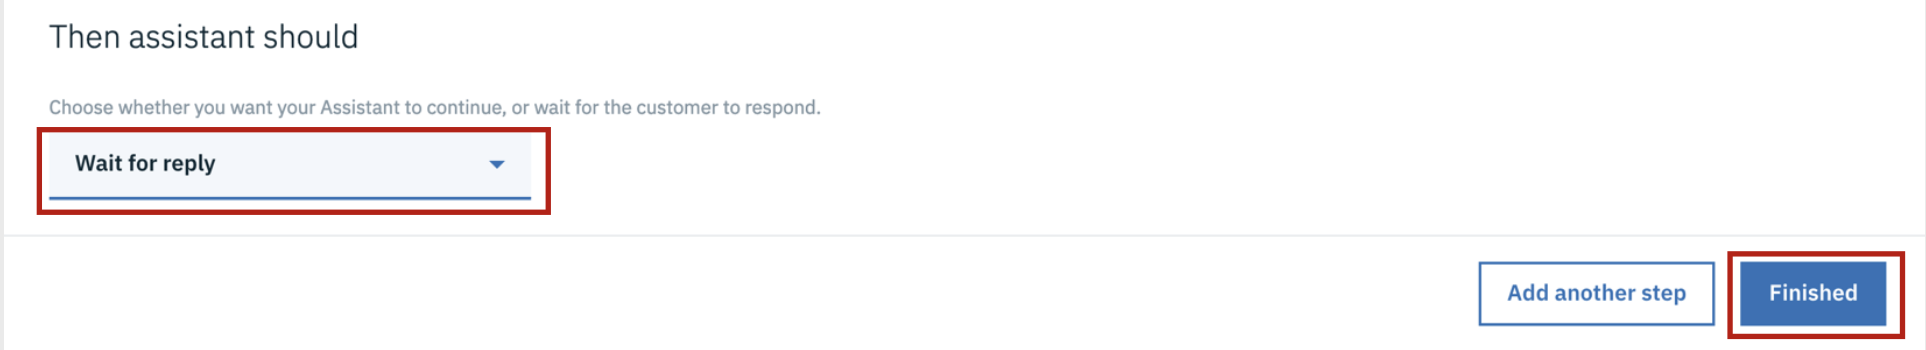 Then assistant should
Choose whether you want your Assistant to continue, or wait for the customer to respond.
Wait for reply
Add another step
Finished